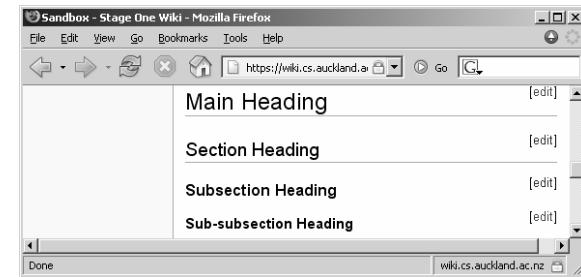 Sandbox - Stage One Wiki - Mozilla Firefox
File Edit View Go Bookmarks Tools Help
https://wiki.cs.auckland.a Go G
Main Heading [edit]
Section Heading [edit]
Subsection Heading [edit]
Sub-subsection Heading [edit]
Done wiki.cs.auckland.ac.nz